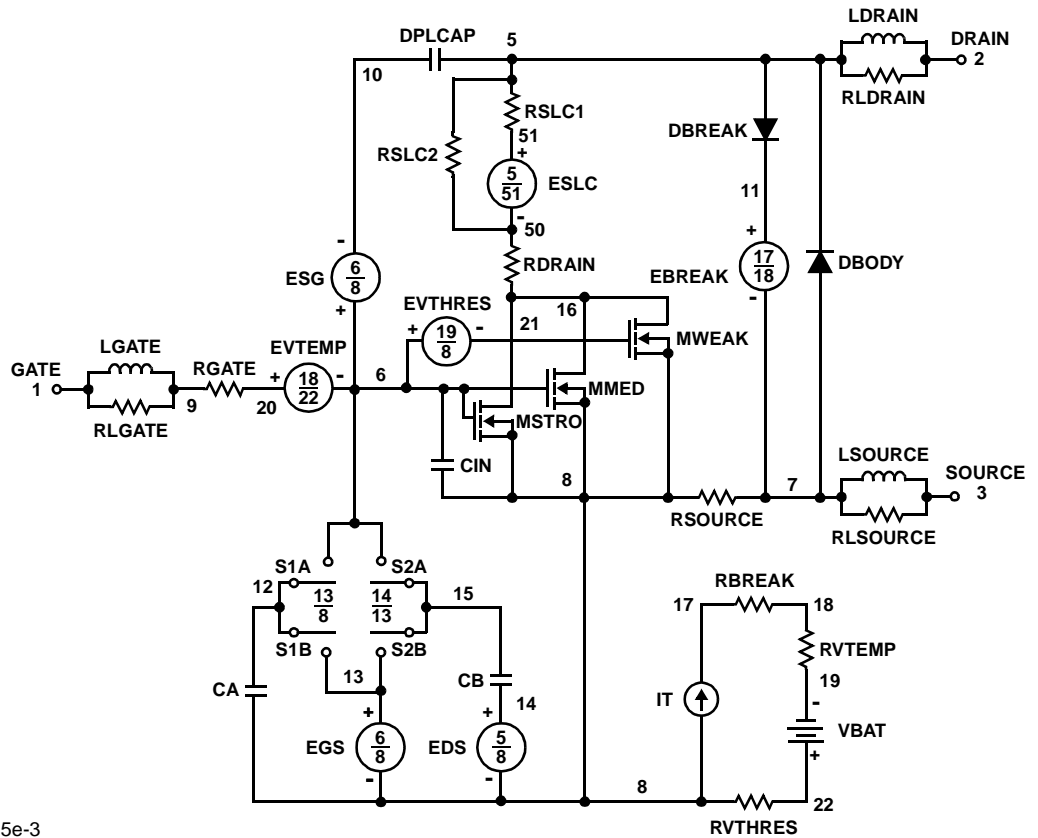 LDRAIN
DPLCAP 5 DRAIN
10 2
RSLC1 RLDRAIN
51 DBREAK
RSLC2 +
5
51
ESLC 11
-
50 +
- RDRAIN 17
18
DBODY
ESG 6
8
EBREAK
+ EVTHRES 16 -
+ 19
8
- 21 MWEAK
LGATE EVTEMP
GATE RGATE + 18
22
- 6 MMED
1 9 20 MSTRO
RLGATE
CIN 8 7 LSOURCE
SOURCE
3
RSOURCE RLSOURCE
S1A S2A
12 13
8
14
13
15 RBREAK
17 18
S1B S2B RVTEMP
CA 13 CB 19
14 IT -
+ + VBAT
EGS 6
8
EDS 5
8
+
- - 8 22
RVTHRES
5e-3